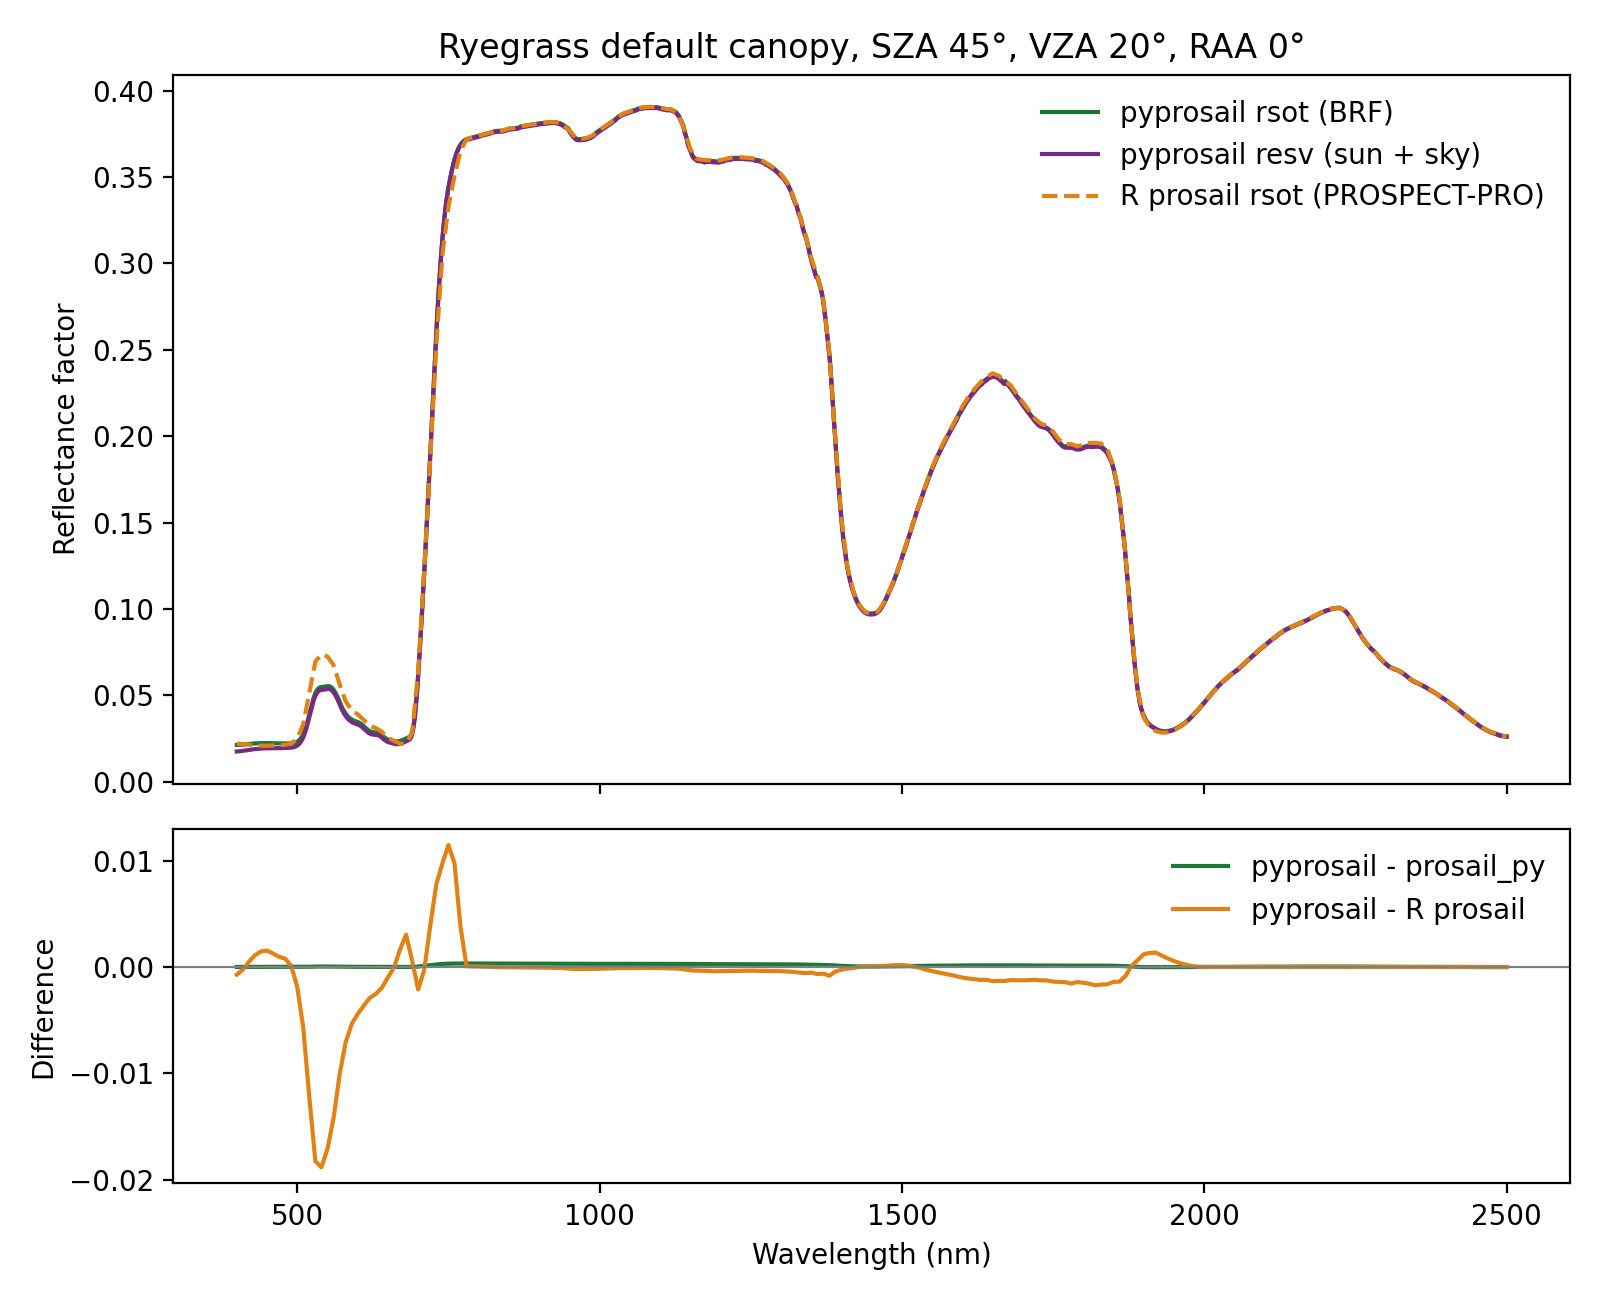 Ryegrass default canopy, SZA 45°, VZA 20°, RAA 0°
0.40
0.35
0.30
0.25
0.20
0.15
0.10
0.05
0.00
Reflectance factor
pyprosail rsot (BRF)
pyprosail resv (sun + sky)
R prosail rsot (PROSPECT-PRO)
0.01
0.00
−0.01
−0.02
Difference
pyprosail - prosail_py
pyprosail - R prosail
500
1000
1500
2000
2500
Wavelength (nm)